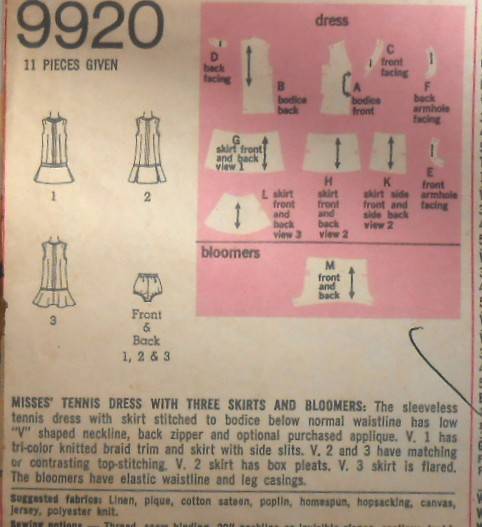 9920
11 PIECES GIVEN
dress
D
back
facing
B
bodice
back
A
bodice
front
C
front
facing
F
back
armhole
facing
G
skirt front
and back
view 1
H
skirt
front
and
back
view 2
K
skirt side
front and
side back
view 2
E
front
armhole
facing
L skirt
front
and
back
view 3
bloomers
M
front
and
back
1
2
3
Front
&
Back
1, 2 & 3
MISSES' TENNIS DRESS WITH THREE SKIRTS AND BLOOMERS: The sleeveless
tennis dress with skirt stitched to bodice below normal waistline has low
"V" shaped neckline, back zipper and optional purchased applique. V. 1 has
tri-color knitted braid trim and skirt with side slits. V. 2 and 3 have matching
or contrasting top-stitching. V. 2 skirt has box pleats. V. 3 skirt is flared.
The bloomers have elastic waistline and leg casings.
Suggested fabrics: Linen, pique, cotton sateen, poplin, homespun, hopsacking, canvas,
jersey, polyester knit.